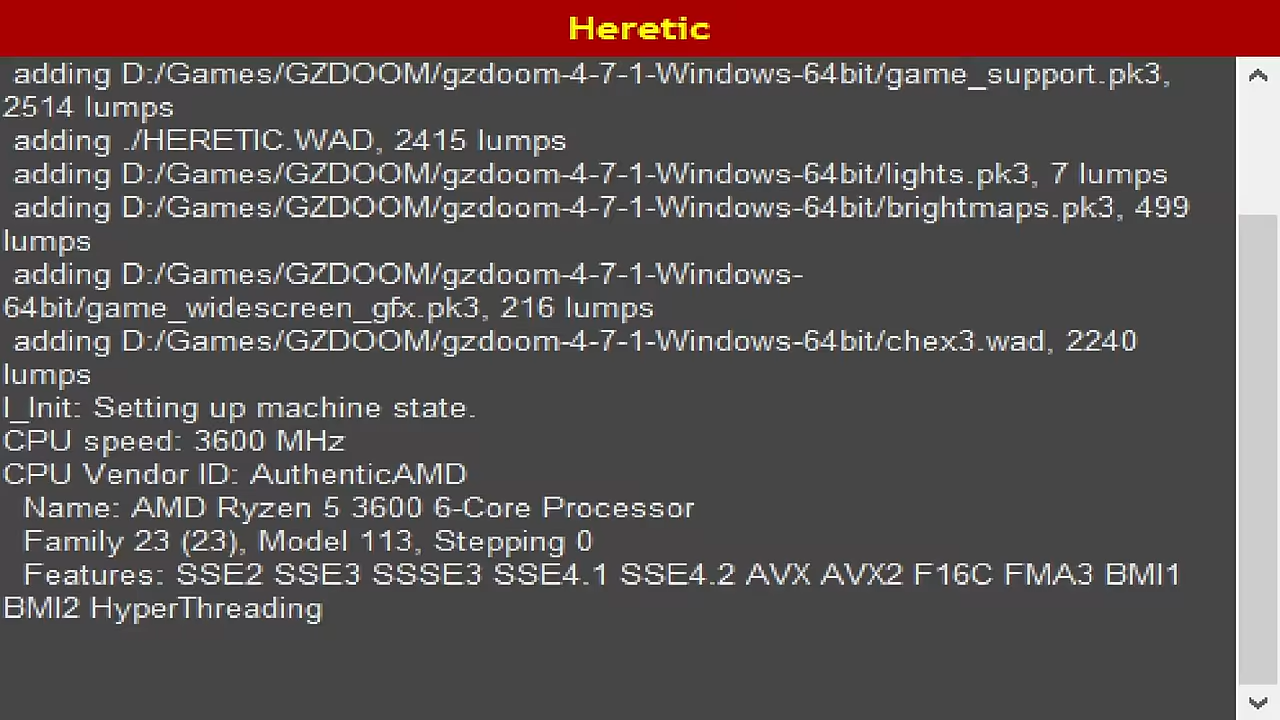 Heretic
adding D:/Games/GZDOOM/gzdoom-4-7-1-Windows-64bit/game_support.pk3,
2514 lumps
adding ./HERETIC.WAD, 2415 lumps
adding D:/Games/GZDOOM/gzdoom-4-7-1-Windows-64bit/lights.pk3, 7 lumps
adding D:/Games/GZDOOM/gzdoom-4-7-1-Windows-64bit/brightmaps.pk3, 499
lumps
adding D:/Games/GZDOOM/gzdoom-4-7-1-Windows-
64bit/game_widescreen_gfx.pk3, 216 lumps
adding D:/Games/GZDOOM/gzdoom-4-7-1-Windows-64bit/chex3.wad, 2240
lumps
I_Init: Setting up machine state.
CPU speed: 3600 MHz
CPU Vendor ID: AuthenticAMD
Name: AMD Ryzen 5 3600 6-Core Processor
Family 23 (23), Model 113, Stepping 0
Features: SSE2 SSE3 SSSE3 SSE4.1 SSE4.2 AVX AVX2 F16C FMA3 BMI1
BMI2 HyperThreading